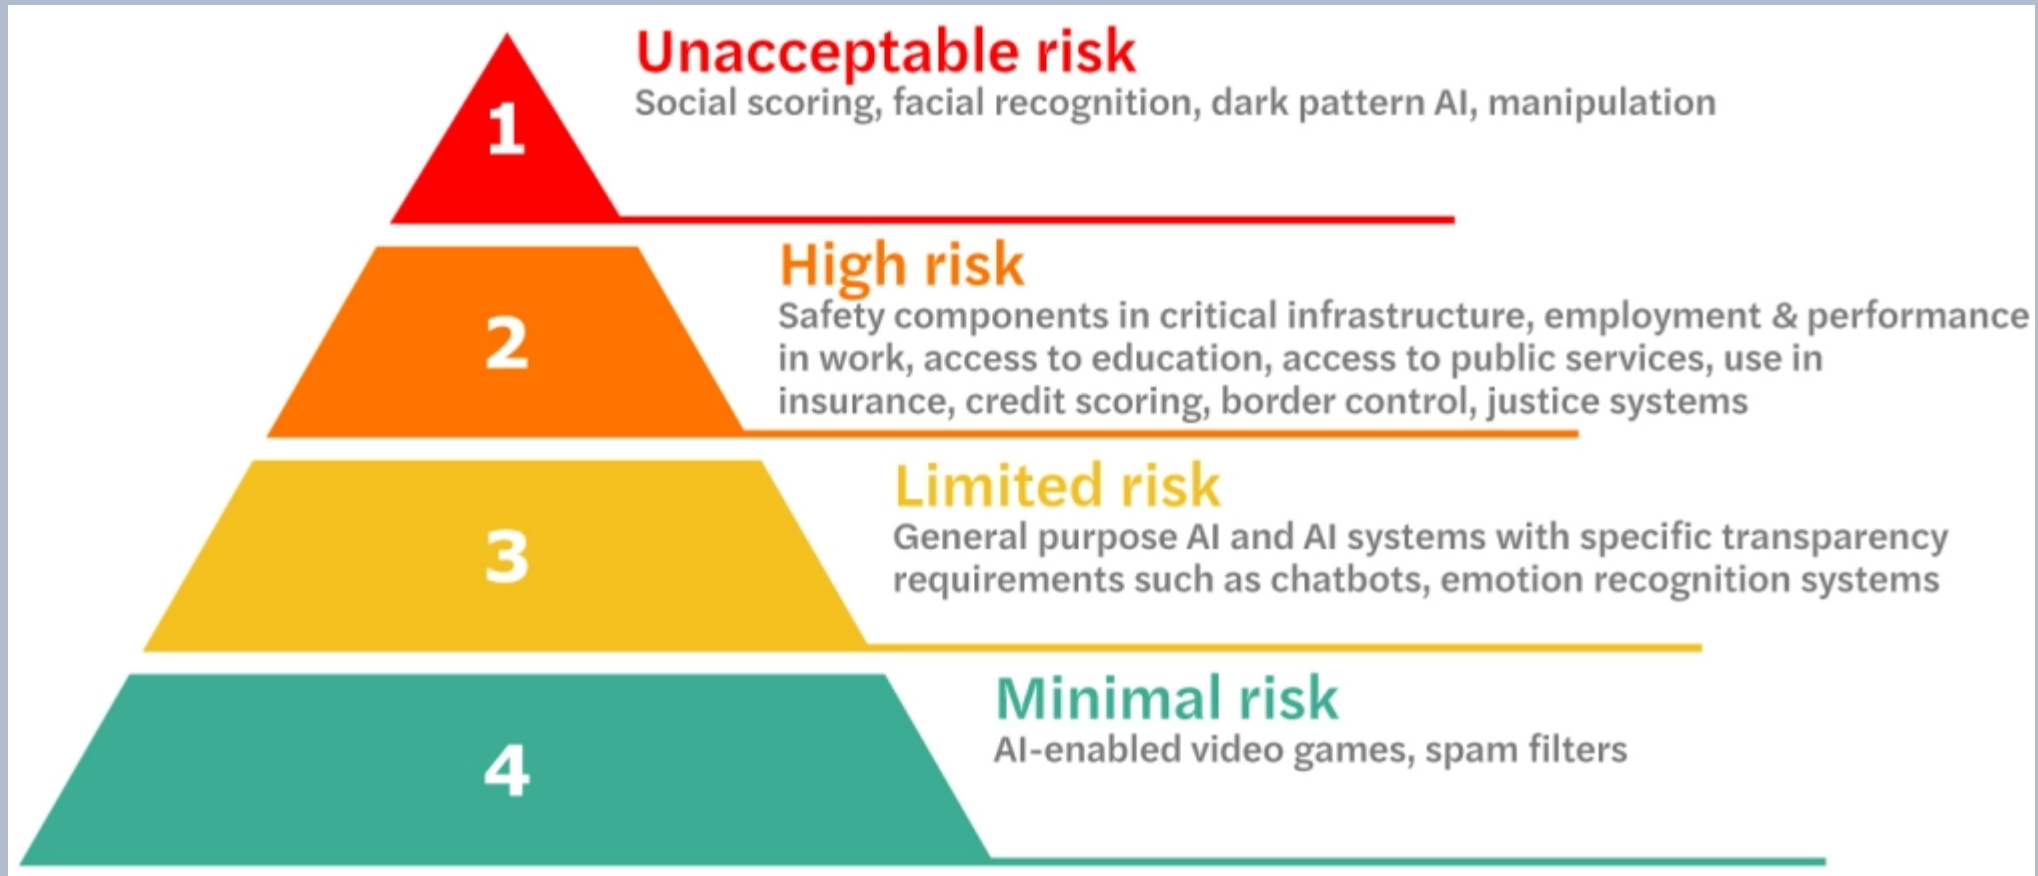 1
Unacceptable risk
Social scoring, facial recognition, dark pattern AI, manipulation
2
High risk
Safety components in critical infrastructure, employment & performance
in work, access to education, access to public services, use in
insurance, credit scoring, border control, justice systems
3
Limited risk
General purpose AI and AI systems with specific transparency
requirements such as chatbots, emotion recognition systems
4
Minimal risk
AI-enabled video games, spam filters